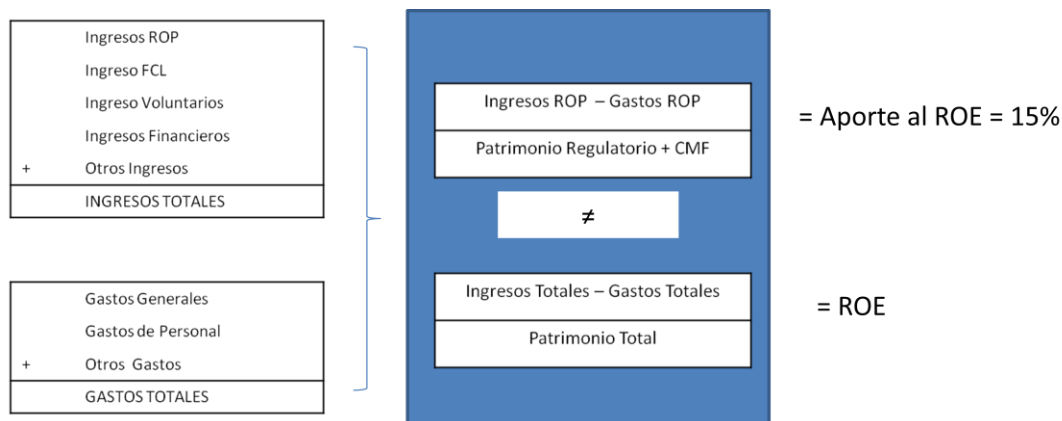 Ingresos ROP
Ingreso FCL
Ingreso Voluntarios
Ingresos Financieros
+ Otros Ingresos
INGRESOS TOTALES
Gastos Generales
Gastos de Personal
+ Otros Gastos
GASTOS TOTALES
Ingresos ROP – Gastos ROP
Patrimonio Regulatorio + CMF
= Aporte al ROE = 15%
≠
Ingresos Totales – Gastos Totales
Patrimonio Total
= ROE